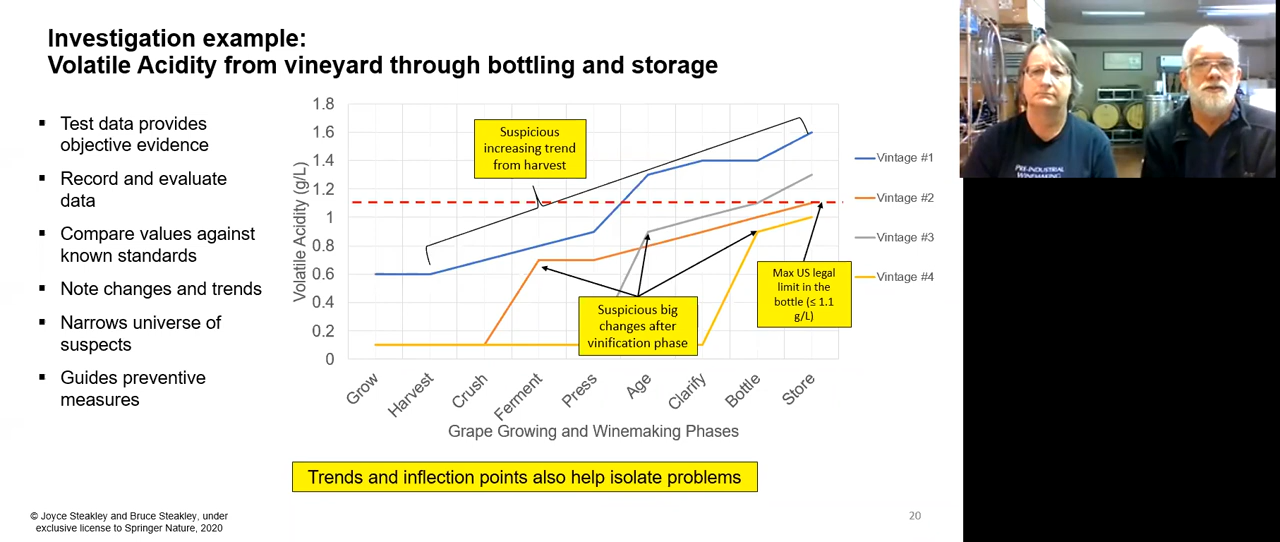 Investigation example:
Volatile Acidity from vineyard through bottling and storage
▪ Test data provides
objective evidence
▪ Record and evaluate
data
▪ Compare values against
known standards
▪ Note changes and trends
▪ Narrows universe of
suspects
▪ Guides preventive
measures
Volatile Acidity (g/L)
1.8
1.6
1.4
1.2
1
0.8
0.6
0.4
0.2
0
Suspicious
increasing trend
from harvest
Suspicious big
changes after
vinification phase
Max US legal
limit in the
bottle (≤ 1.1
g/L)
Vintage #1
Vintage #2
Vintage #3
Vintage #4
Grow
Harvest
Crush
Ferment
Press
Age
Clarify
Bottle
Store
Grape Growing and Winemaking Phases
Trends and inflection points also help isolate problems
© Joyce Steakley and Bruce Steakley, under
exclusive license to Springer Nature, 2020
20
PRE-INDUSTRIAL
WINEMAKING